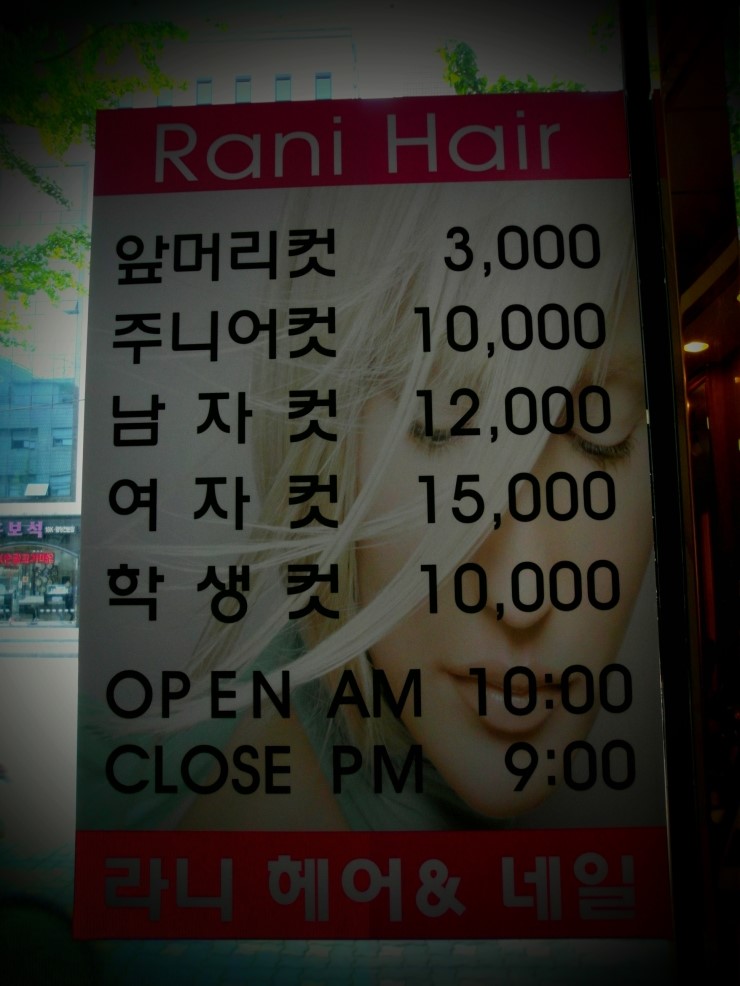 Rani Hair
앞머리컷 3,000
주니어컷 10,000
남 자 컷 12,000
여 자 컷 15,000
학 생 컷 10,000
OPEN AM 10:00
CLOSE PM 9:00
라니 헤어& 네일
보석